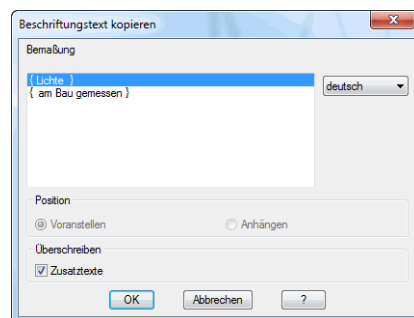 Beschriftungstext kopieren
Bemaßung
{ Lichte }
{ am Bau gemessen }
deutsch
Position
Voranstellen
Anhängen
Überschreiben
Zusatztexte
OK
Abbrechen
?